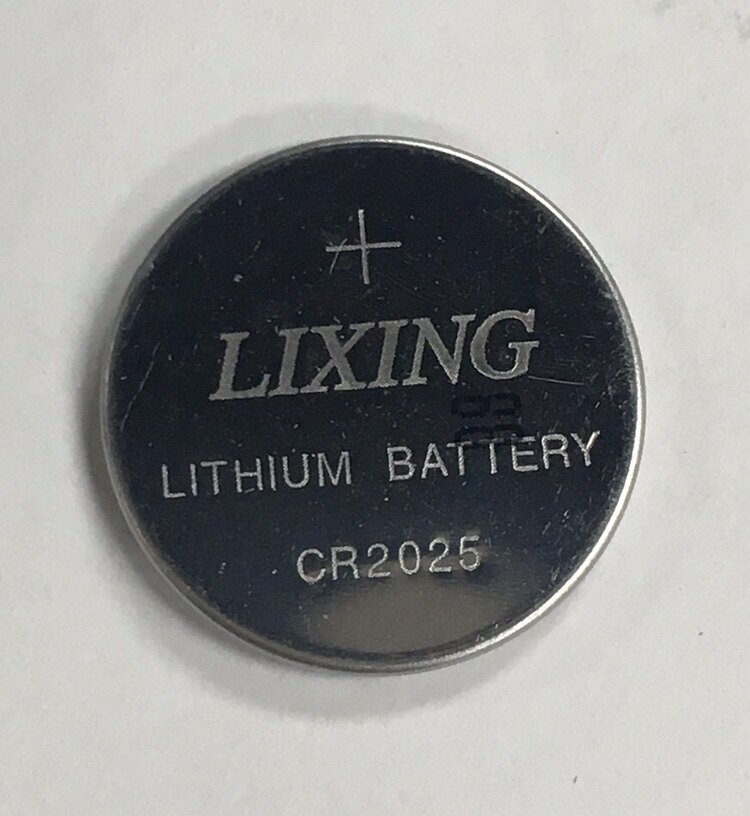 +
LIXING
LITHIUM BATTERY
CR2025